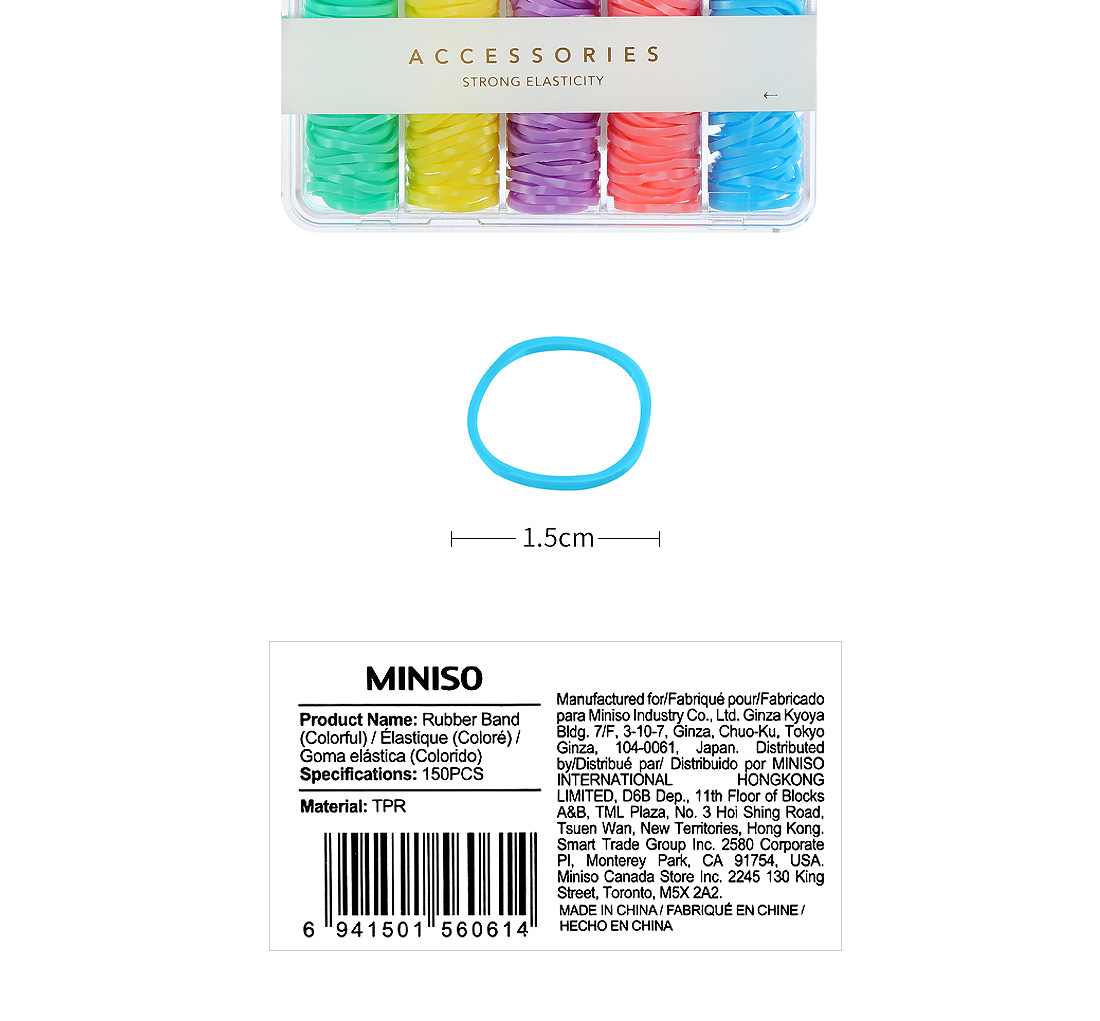 ACCESSORIES
STRONG ELASTICITY
←
1.5cm
MINISO
Product Name: Rubber Band
(Colorful) / Élastique (Coloré) /
Goma elástica (Colorido)
Specifications: 150PCS
Material: TPR
6 941501 560614
Manufactured for/Fabriqué pour/Fabricado
para Miniso Industry Co., Ltd. Ginza Kyoya
Bldg. 7/F, 3-10-7, Ginza, Chuo-Ku, Tokyo
Ginza, 104-0061, Japan. Distributed
by/Distribué par/ Distribuido por MINISO
INTERNATIONAL HONGKONG
LIMITED, D6B Dep., 11th Floor of Blocks
A&B, TML Plaza, No. 3 Hoi Shing Road,
Tsuen Wan, New Territories, Hong Kong.
Smart Trade Group Inc. 2580 Corporate
Pl, Monterey Park, CA 91754, USA.
Miniso Canada Store Inc. 2245 130 King
Street, Toronto, M5X 2A2.
MADE IN CHINA / FABRIQUÉ EN CHINE /
HECHO EN CHINA